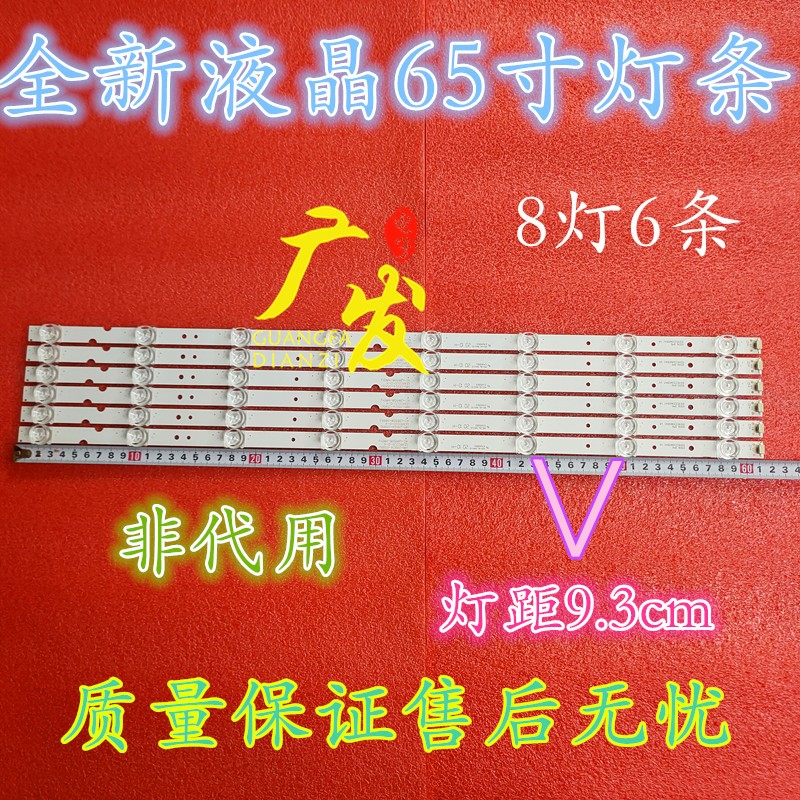 全新液晶65寸灯条
8灯6条
广发
GUANGFA
DIANZI
非代用
灯距9.3cm
质量保证售后无忧